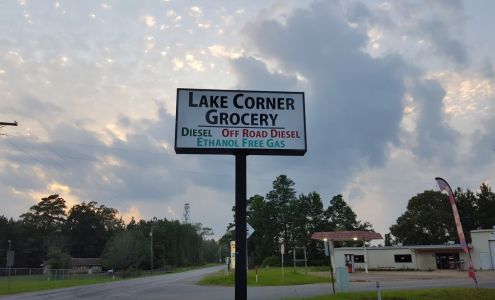 LAKE CORNER
GROCERY
DIESEL OFF ROAD DIESEL
ETHANOL FREE GAS